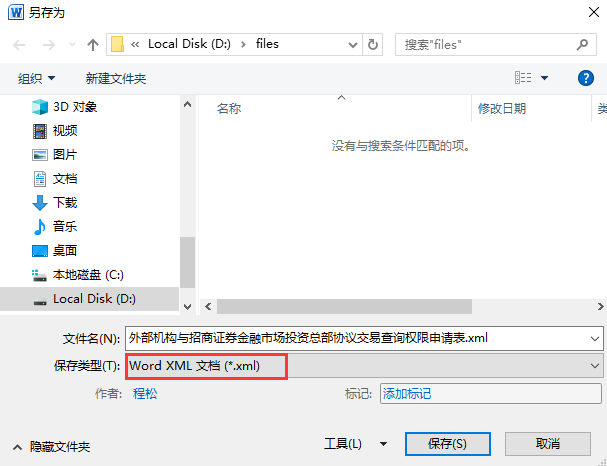 另存为
« Local Disk (D:) › files
搜索"files"
组织 新建文件夹
3D 对象
视频
图片
文档
下载
音乐
桌面
本地磁盘 (C:)
Local Disk (D:)
名称 修改日期 类
没有与搜索条件匹配的项。
文件名(N): 外部机构与招商证券金融市场投资总部协议交易查询权限申请表.xml
保存类型(T): Word XML 文档 (*.xml)
作者: 程松 标记: 添加标记
隐藏文件夹 工具(L) 保存(S) 取消